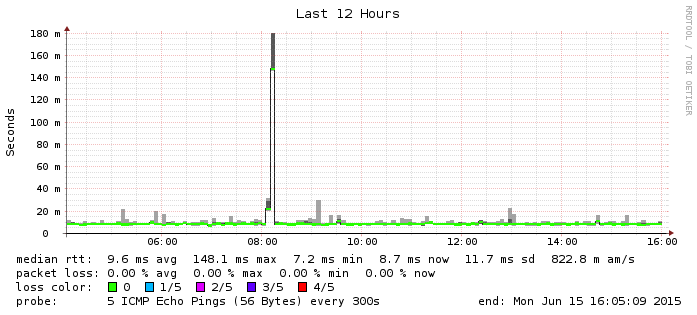 Last 12 Hours
RRDTOOL / TOBI OETIKER
Seconds
180 m
160 m
140 m
120 m
100 m
80 m
60 m
40 m
20 m
0
06:00 08:00 10:00 12:00 14:00 16:00
median rtt: 9.6 ms avg 148.1 ms max 7.2 ms min 8.7 ms now 11.7 ms sd 822.8 m am/s
packet loss: 0.00 % avg 0.00 % max 0.00 % min 0.00 % now
loss color: 0 1/5 2/5 3/5 4/5
probe: 5 ICMP Echo Pings (56 Bytes) every 300s end: Mon Jun 15 16:05:09 2015